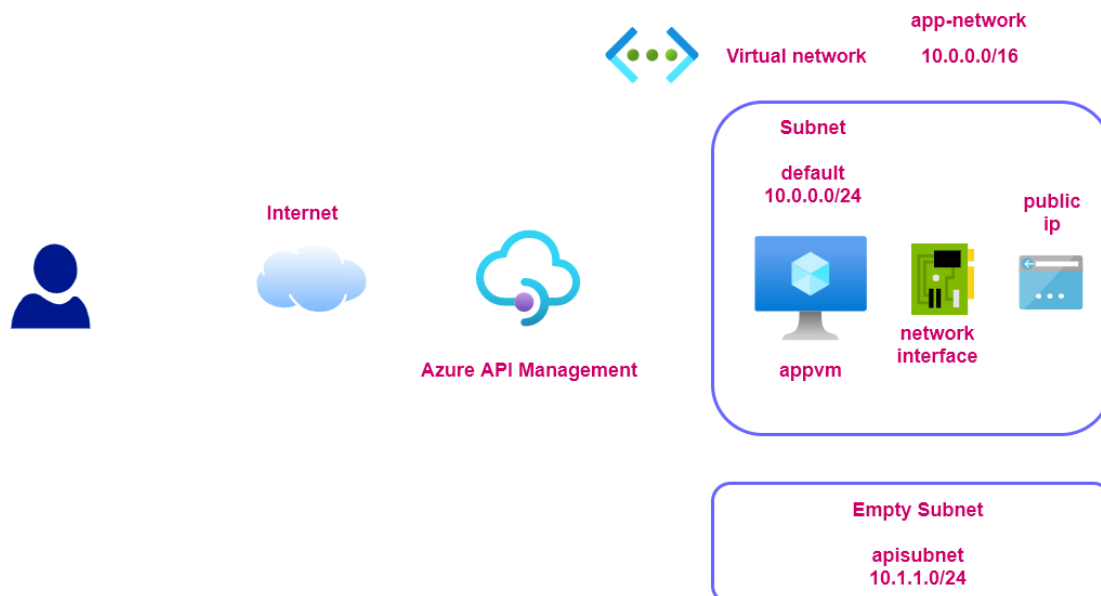 app-network
Virtual network
10.0.0.0/16
Subnet
default
10.0.0.0/24
Internet
public
ip
network
interface
Azure API Management
appvm
Empty Subnet
apisubnet
10.1.1.0/24